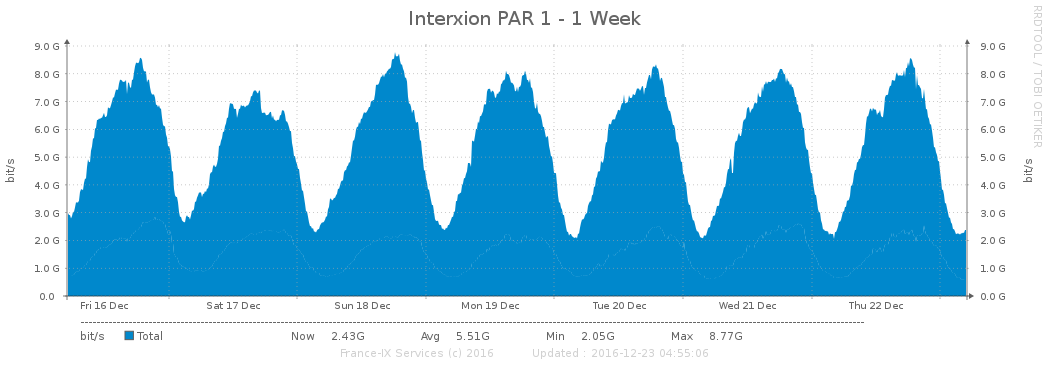 Interxion PAR 1 - 1 Week
RRDTOOL / TOBI OETIKER
9.0 G 9.0 G
8.0 G 8.0 G
7.0 G 7.0 G
6.0 G 6.0 G
5.0 G 5.0 G
4.0 G 4.0 G
3.0 G 3.0 G
2.0 G 2.0 G
1.0 G 1.0 G
0.0 0.0 G
bit/s bit/s
Fri 16 Dec Sat 17 Dec Sun 18 Dec Mon 19 Dec Tue 20 Dec Wed 21 Dec Thu 22 Dec
bit/s Total Now 2.43G Avg 5.51G Min 2.05G Max 8.77G
France-IX Services (c) 2016 Updated : 2016-12-23 04:55:06